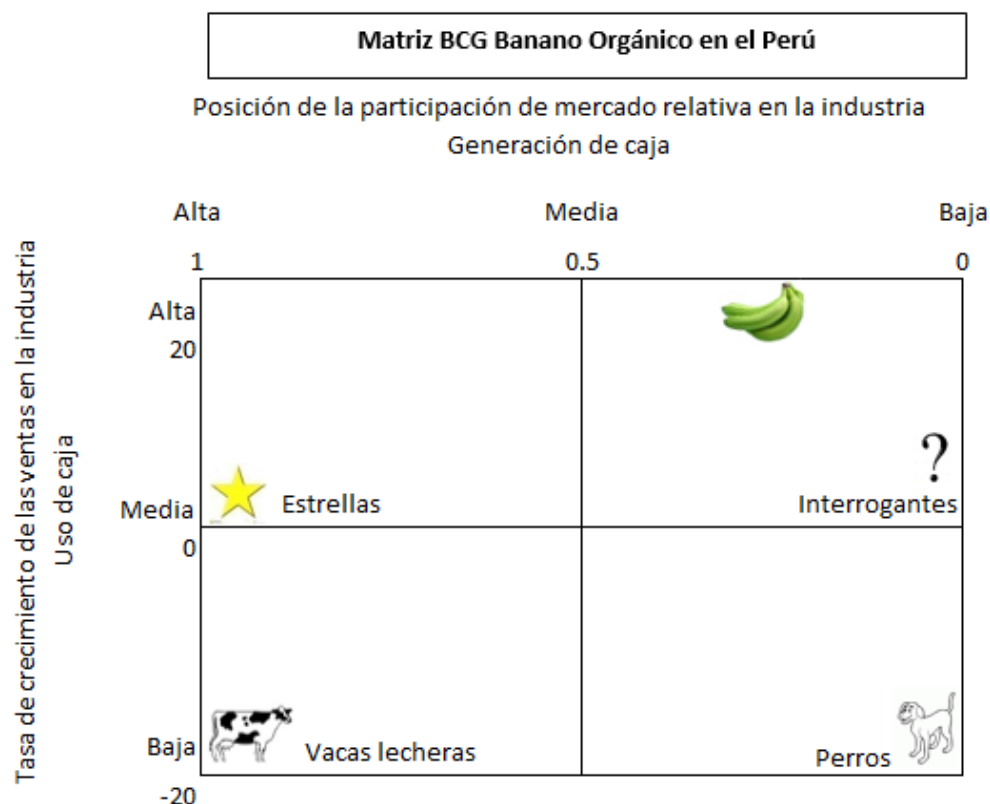 Matriz BCG Banano Orgánico en el Perú
Posición de la participación de mercado relativa en la industria
Generación de caja
Alta
Media
Baja
1
0.5
0
Tasa de crecimiento de las ventas en la industria
Uso de caja
Alta
20
?
Media
Estrellas
Interrogantes
0
Baja
Vacas lecheras
Perros
-20